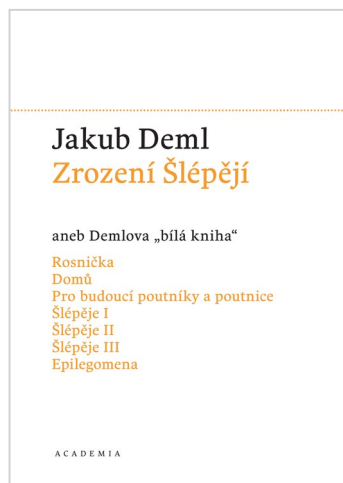 Jakub Deml
Zrození Šlépějí
aneb Demlova „bílá kniha“
Rosnička
Domů
Pro budoucí poutníky a poutnice
Šlépěje I
Šlépěje II
Šlépěje III
Epilegomena
ACADEMIA